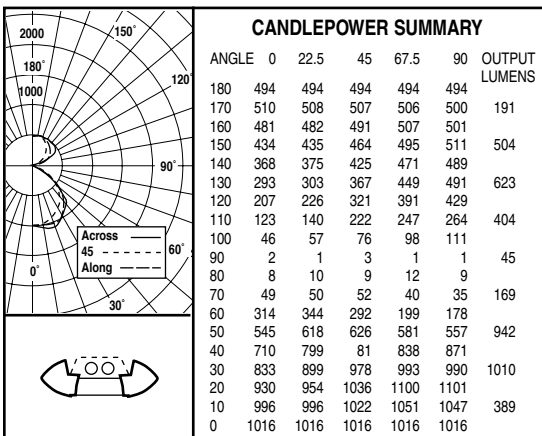 2000
150°
180°
120°
1000
90°
Across
45
60°
Along
0°
30°
CANDLEPOWER SUMMARY
ANGLE 0 22.5 45 67.5 90 OUTPUT
LUMENS
180 494 494 494 494 494
170 510 508 507 506 500 191
160 481 482 491 507 501
150 434 435 464 495 511 504
140 368 375 425 471 489
130 293 303 367 449 491 623
120 207 226 321 391 429
110 123 140 222 247 264 404
100 46 57 76 98 111
90 2 1 3 1 1 45
80 8 10 9 12 9
70 49 50 52 40 35 169
60 314 344 292 199 178
50 545 618 626 581 557 942
40 710 799 81 838 871
30 833 899 978 993 990 1010
20 930 954 1036 1100 1101
10 996 996 1022 1051 1047 389
0 1016 1016 1016 1016 1016